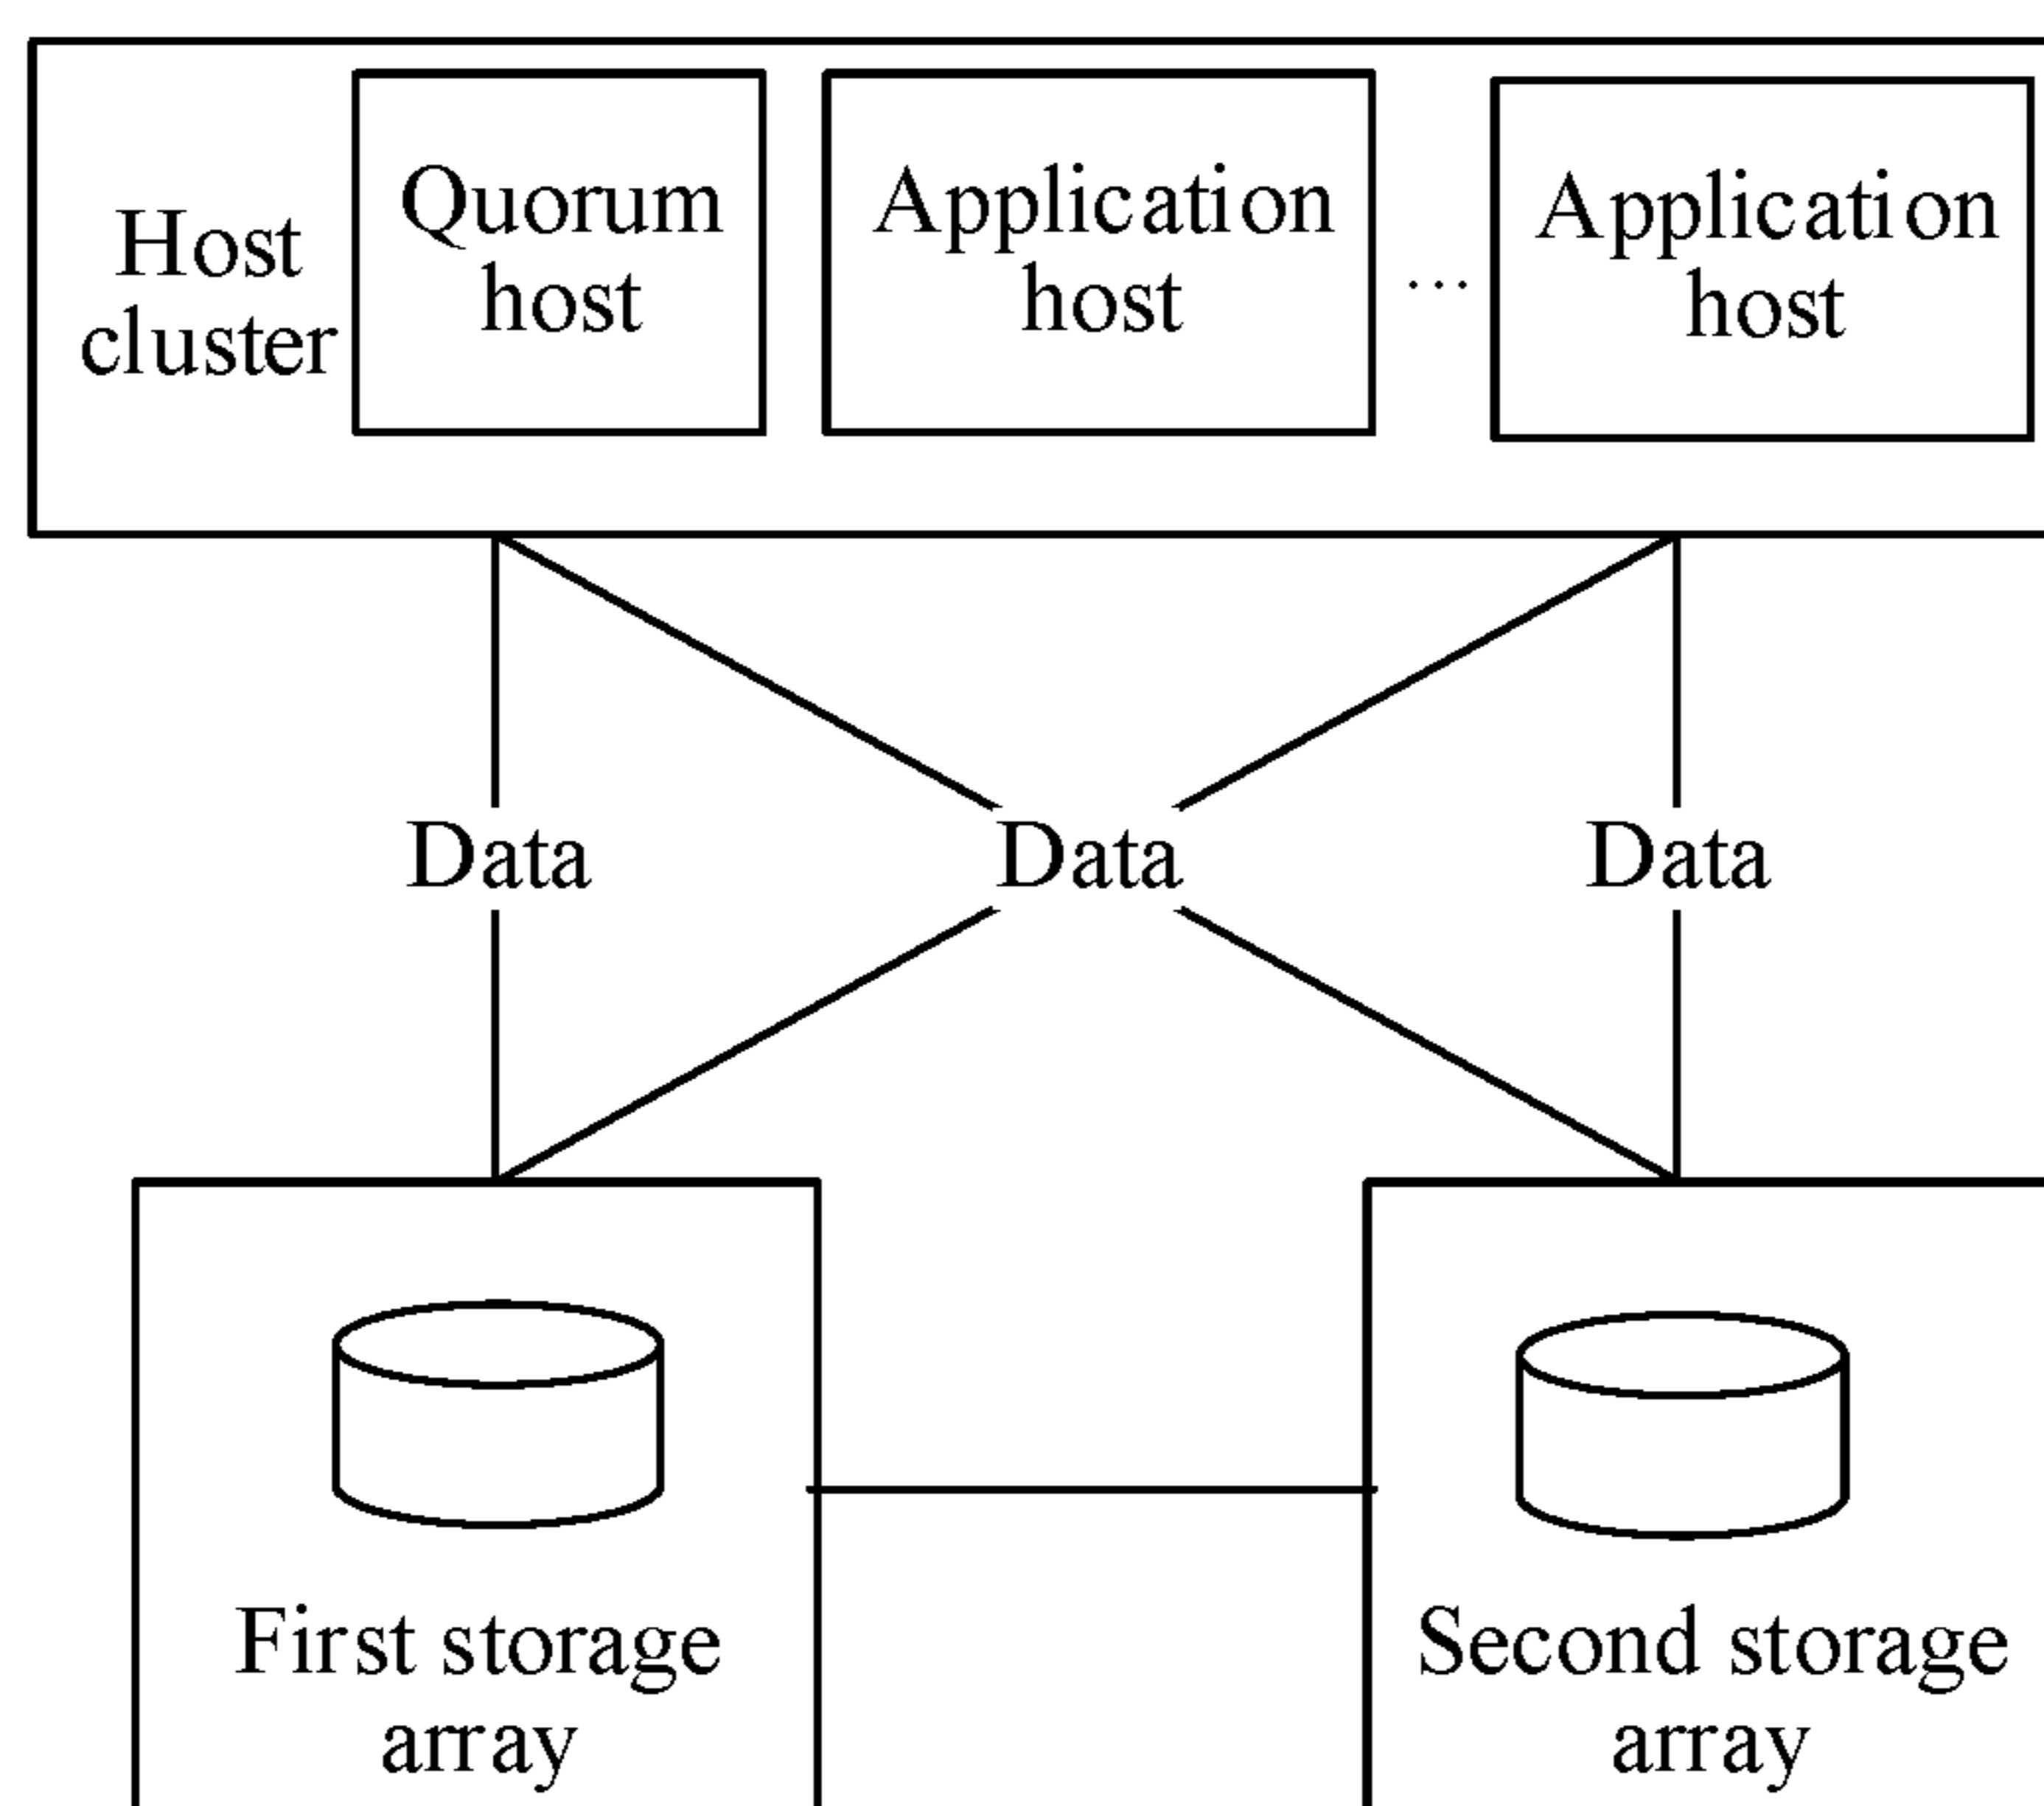 Host
cluster
Quorum
host
Application
host
...
Application
host
Data
Data
Data
First storage
array
Second storage
array